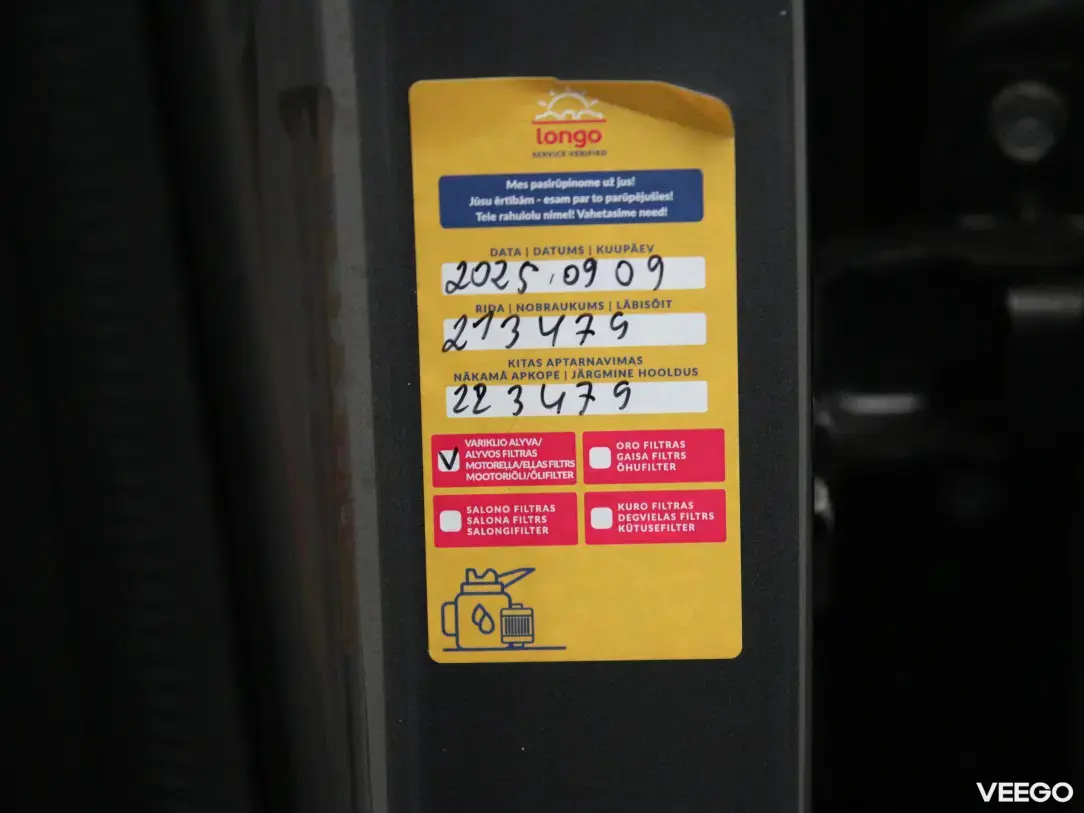 longo
SERVICE VERIFIED
Mes pasirūpinome už jus!
Jūsu ērtībām - esam par to parūpējušies!
Teie rahulolu nimel! Vahetasime need!
DATA | DATUMS | KUUPÄEV
2025.09 09
RIDA | NOBRAUKUMS | LÄBISÕIT
213479
KITAS APTARNAVIMAS
NĀKAMĀ APKOPE | JÄRGMINE HOOLDUS
223479
VARIKLIO ALYVA/
ALYVOS FILTRAS
MOTOREĻĻA/EĻĻAS FILTRS
MOOTORIÕLI/ÕLIFILTER
ORO FILTRAS
GAISA FILTRS
ÕHUFILTER
SALONO FILTRAS
SALONA FILTRS
SALONGIFILTER
KURO FILTRAS
DEGVIELAS FILTRS
KÜTUSEFILTER
VEEGO